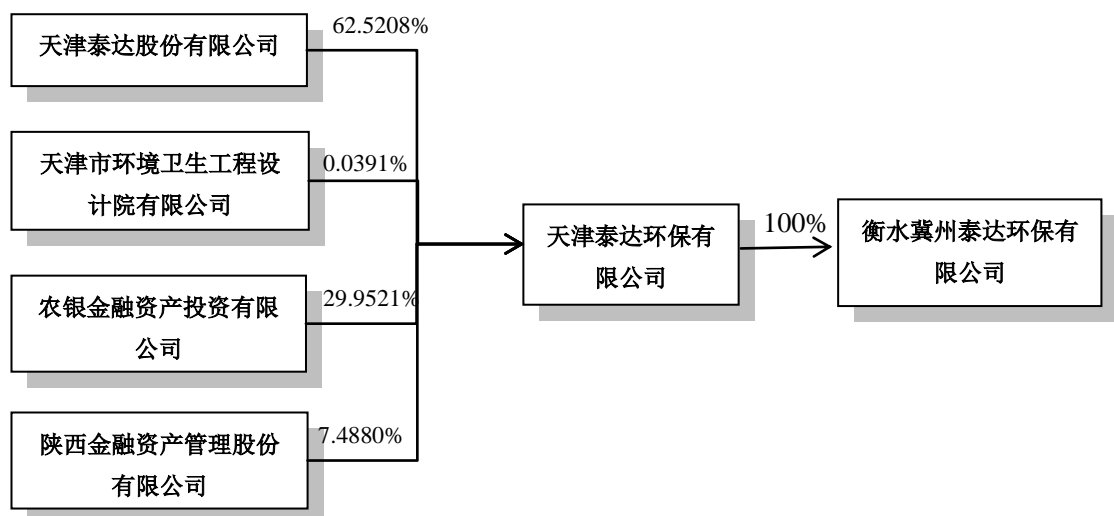 天津泰达股份有限公司
62.5208%
天津市环境卫生工程设
计院有限公司
0.0391%
农银金融资产投资有限
公司
29.9521%
陕西金融资产管理股份
有限公司
7.4880%
天津泰达环保有
限公司
100%
衡水冀州泰达环保有
限公司